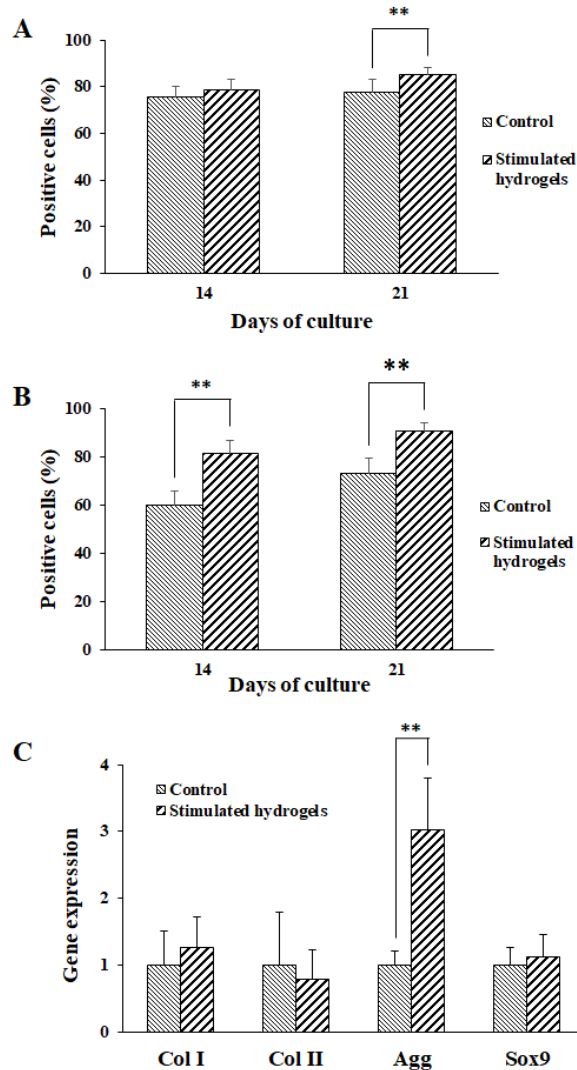 A
**
100
80
60
40
20
0
Positive cells (%)
Control
Stimulated
hydrogels
14
21
Days of culture
B
**
**
100
80
60
40
20
0
Positive cells (%)
Control
Stimulated
hydrogels
14
21
Days of culture
C
**
4
3
2
1
0
Gene expression
Control
Stimulated hydrogels
Col I
Col II
Agg
Sox9